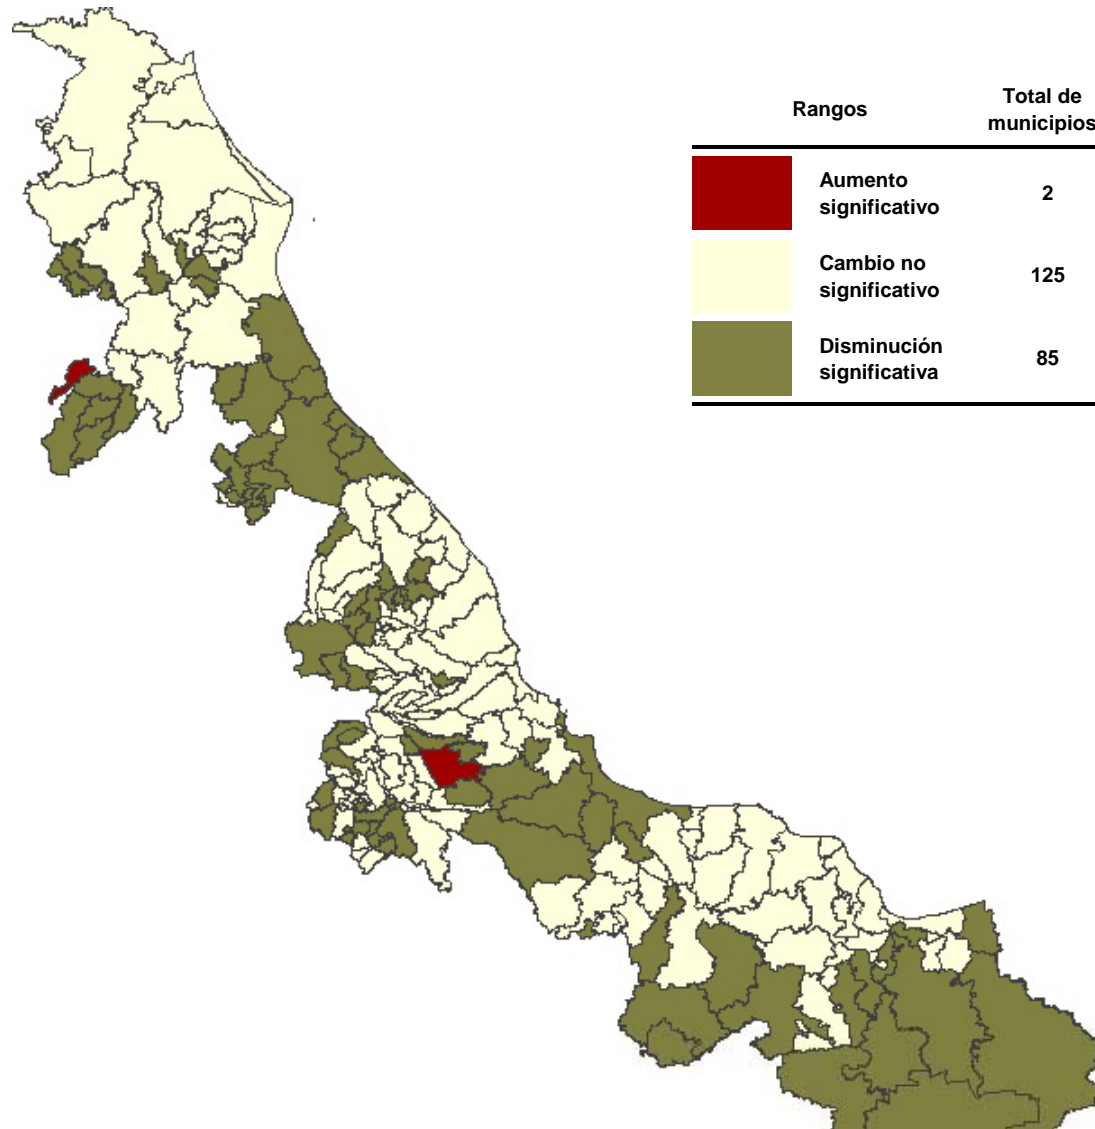 Rangos
Total de
municipios
Aumento
significativo
2
Cambio no
significativo
125
Disminución
significativa
85